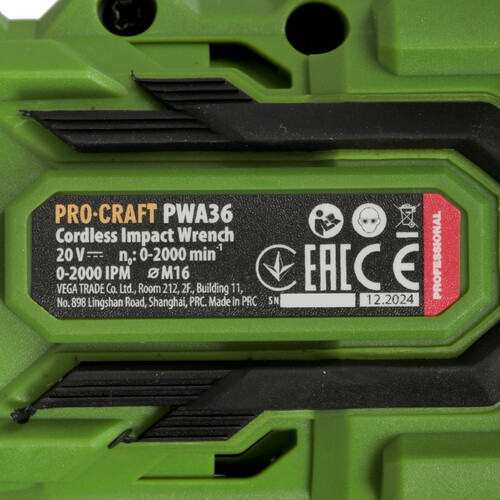 PRO-CRAFT PWA36
Cordless Impact Wrench
20 V⎓ n₀: 0-2000 min⁻¹
0-2000 IPM ⌀M16
VEGA TRADE Co. Ltd., Room 212, 2F., Building 11,
No. 898 Lingshan Road, Shanghai, PRC. Made in PRC
EAC CE
SN 12.2024
PROFESSIONAL